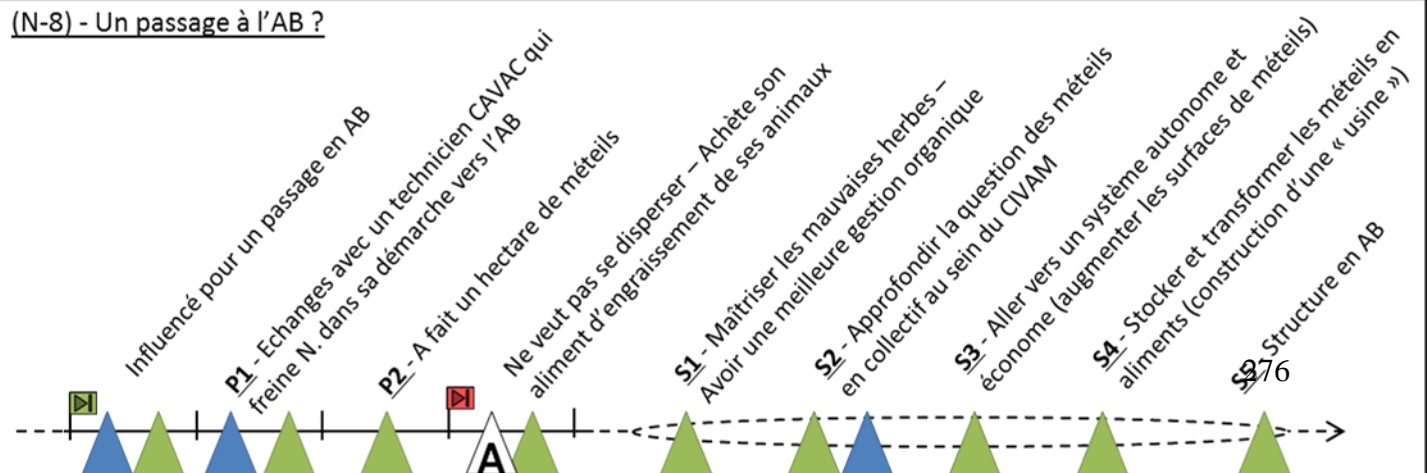 (N-8) - Un passage à l'AB ?
Influencé pour un passage en AB
P1 - Echanges avec un technicien CAVAC qui
freine N. dans sa démarche vers l'AB
P2 - A fait un hectare de méteils
Ne veut pas se disperser – Achète son
aliment d'engraissement de ses animaux
S1 - Maîtriser les mauvaises herbes –
Avoir une meilleure gestion organique
S2 - Approfondir la question des méteils
en collectif au sein du CIVAM
S3 - Aller vers un système autonome et
économe (augmenter les surfaces de méteils)
S4 - Stocker et transformer les méteils en
aliments (construction d'une « usine »)
S5 - Structure en AB
276
A